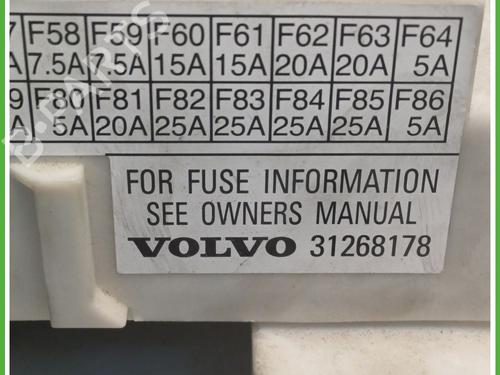 7 F58 F59 F60 F61 F62 F63 F64
A 7.5A 5A 15A 15A 20A 20A 5A
9 F80 F81 F82 F83 F84 F85 F86
A 5A 20A 25A 25A 25A 25A 5A
FOR FUSE INFORMATION
SEE OWNERS MANUAL
VOLVO 31268178